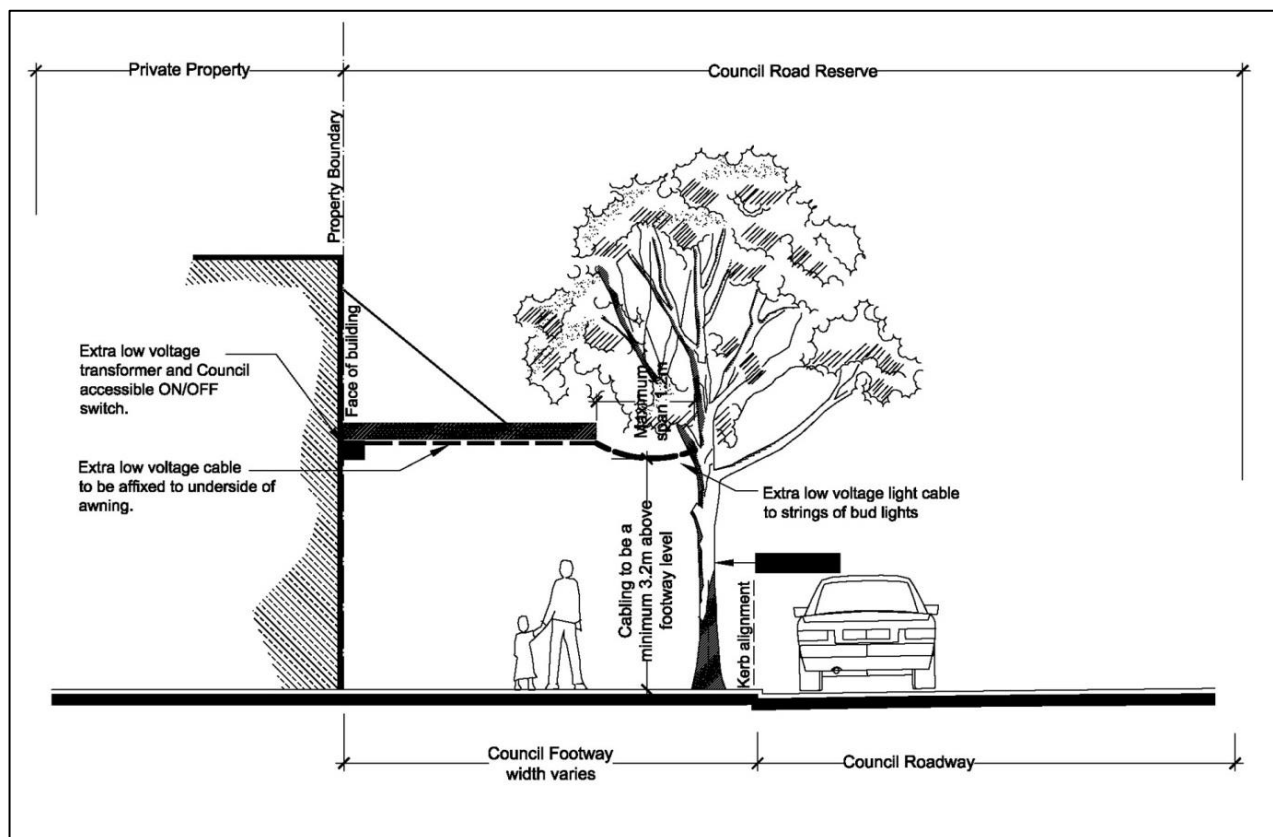 Private Property
Council Road Reserve
Property Boundary
Face of building
Extra low voltage
transformer and Council
accessible ON/OFF
switch.
Maximum
span 1.2m
Extra low voltage cable
to be affixed to underside of
awning.
Extra low voltage light cable
to strings of bud lights
Cabling to be a
minimum 3.2m above
footway level
Kerb alignment
Council Footway
width varies
Council Roadway